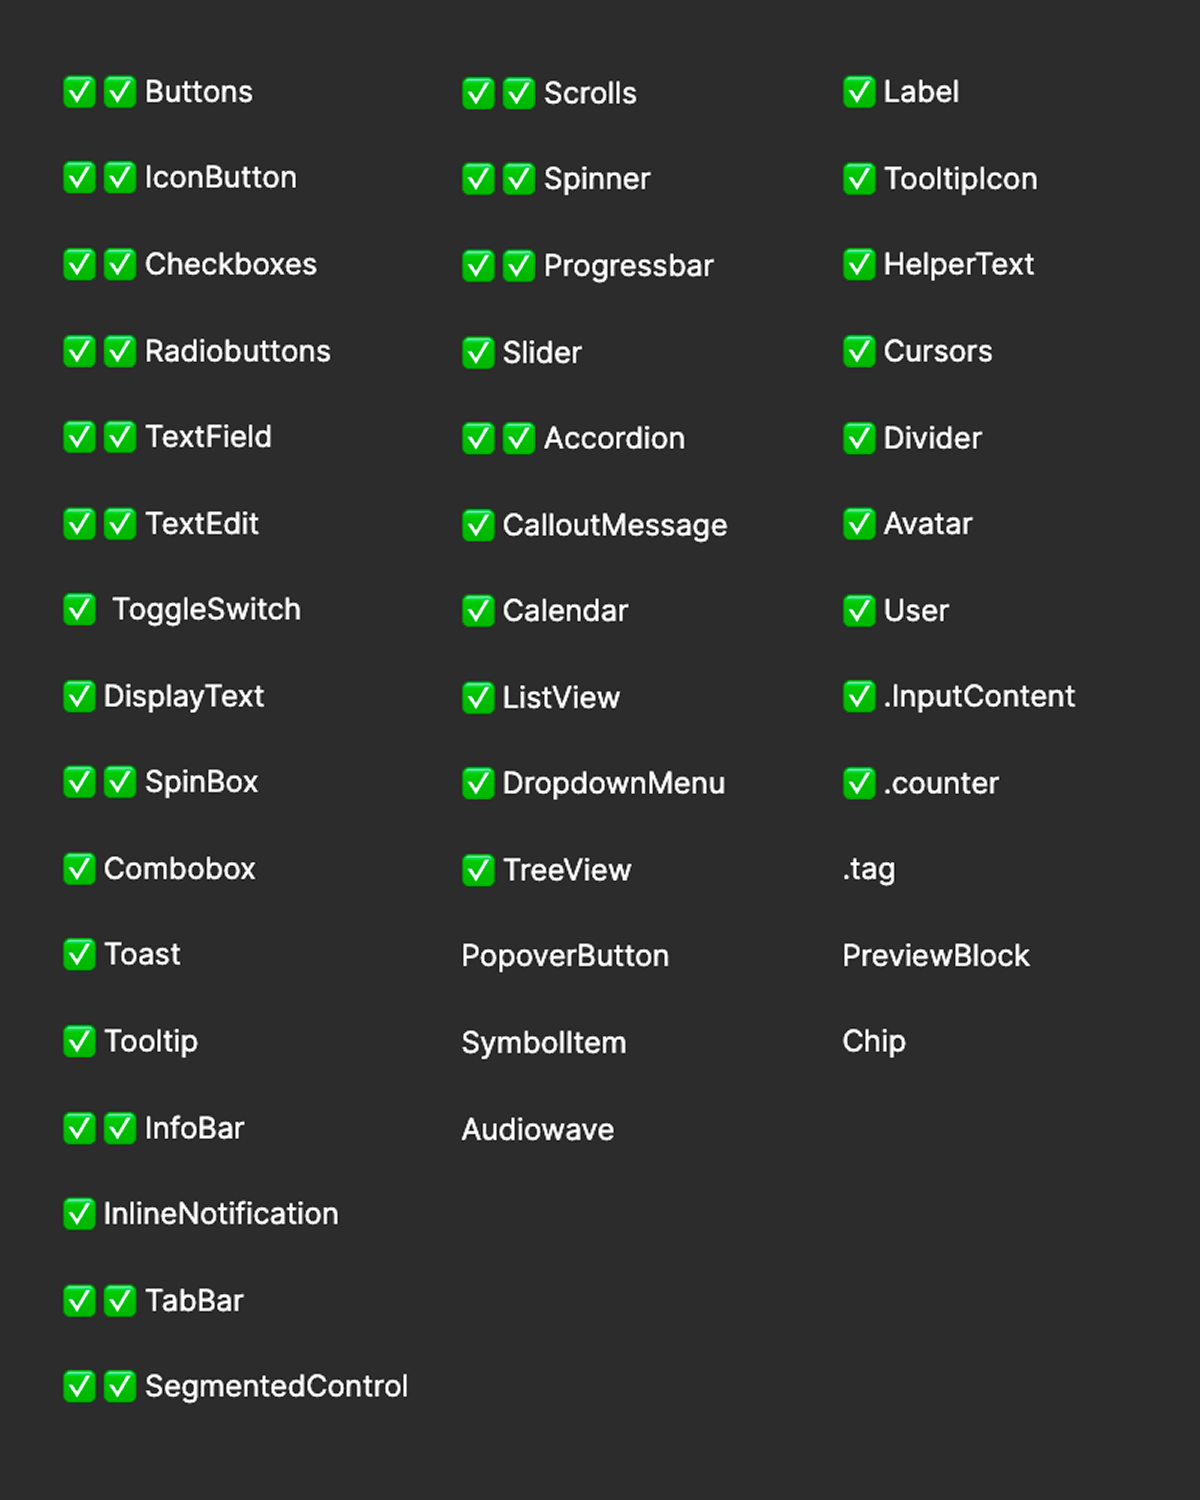 ✅ ✅ Buttons
✅ ✅ IconButton
✅ ✅ Checkboxes
✅ ✅ Radiobuttons
✅ ✅ TextField
✅ ✅ TextEdit
✅ ToggleSwitch
✅ DisplayText
✅ ✅ SpinBox
✅ Combobox
✅ Toast
✅ Tooltip
✅ ✅ InfoBar
✅ InlineNotification
✅ ✅ TabBar
✅ ✅ SegmentedControl
✅ ✅ Scrolls
✅ ✅ Spinner
✅ ✅ Progressbar
✅ Slider
✅ ✅ Accordion
✅ CalloutMessage
✅ Calendar
✅ ListView
✅ DropdownMenu
✅ TreeView
PopoverButton
SymbolItem
Audiowave
✅ Label
✅ TooltipIcon
✅ HelperText
✅ Cursors
✅ Divider
✅ Avatar
✅ User
✅ .InputContent
✅ .counter
.tag
PreviewBlock
Chip